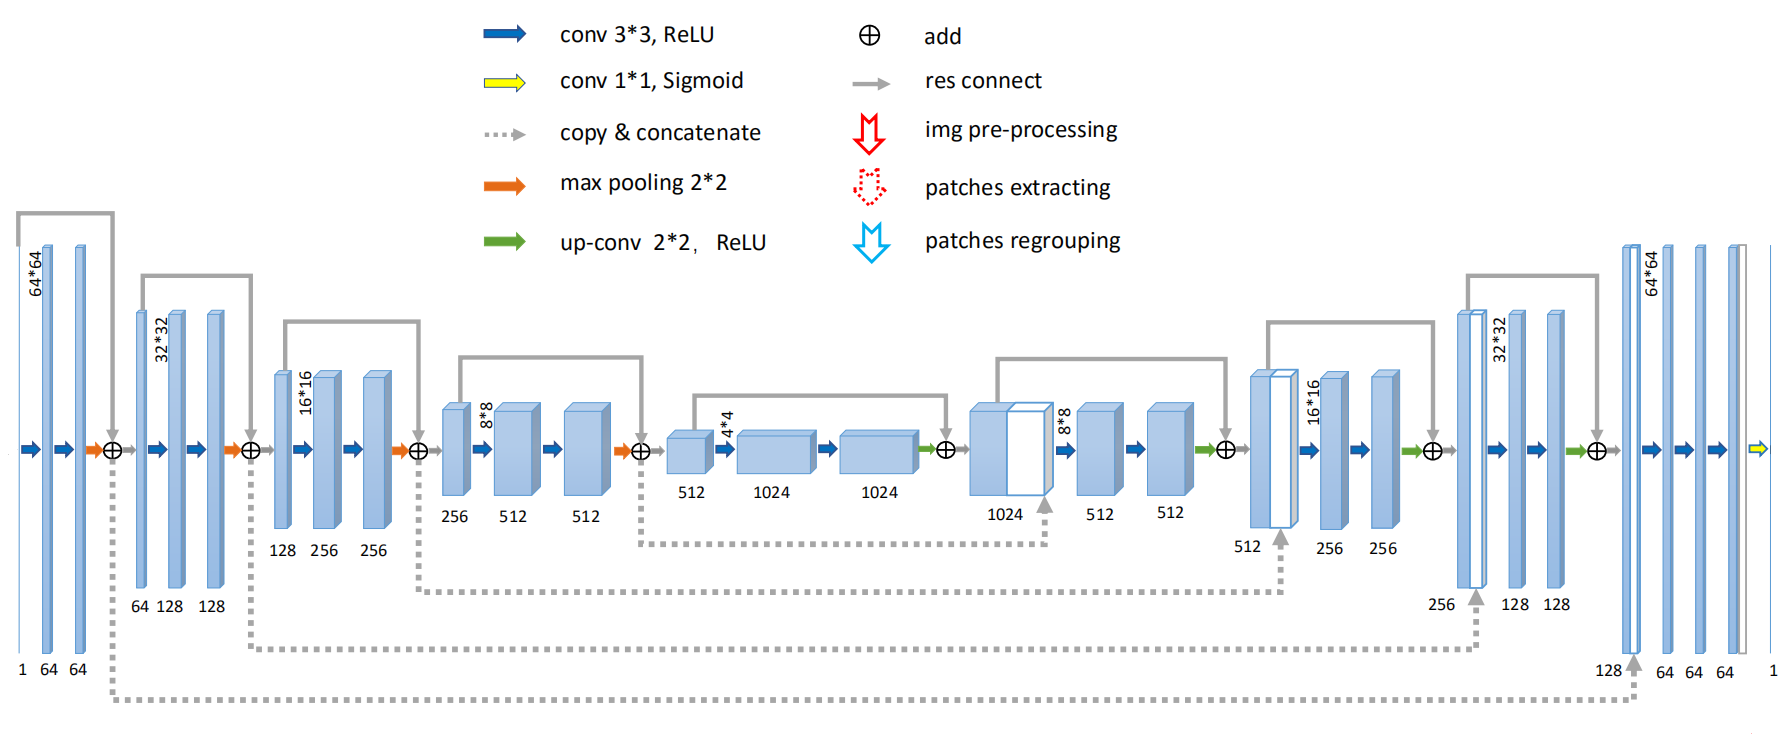 conv 3*3, ReLU
conv 1*1, Sigmoid
copy & concatenate
max pooling 2*2
up-conv 2*2, ReLU
add
res connect
img pre-processing
patches extracting
patches regrouping
64*64
32*32
16*16
8*8
4*4
8*8
16*16
32*32
64*64
1 64 64
64 128 128
128 256 256
256 512 512
512 1024 1024
1024 512 512
512 256 256
256 128 128
128 64 64 64 1